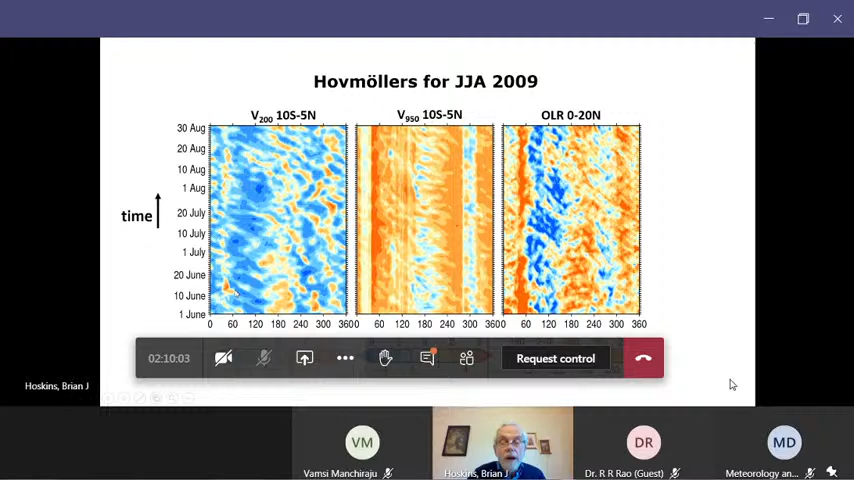 Hovmöllers for JJA 2009
V200 10S-5N
V950 10S-5N
OLR 0-20N
30 Aug
20 Aug
10 Aug
1 Aug
20 July
10 July
1 July
20 June
10 June
1 June
time
0 60 120 180 240 300 360
0 60 120 180 240 300 360
0 60 120 180 240 300 360
02:10:03
Request control
Hoskins, Brian J
VM
DR
MD
Vamsi Manchiraju
Hoskins, Brian J
Dr. R R Rao (Guest)
Meteorology an...